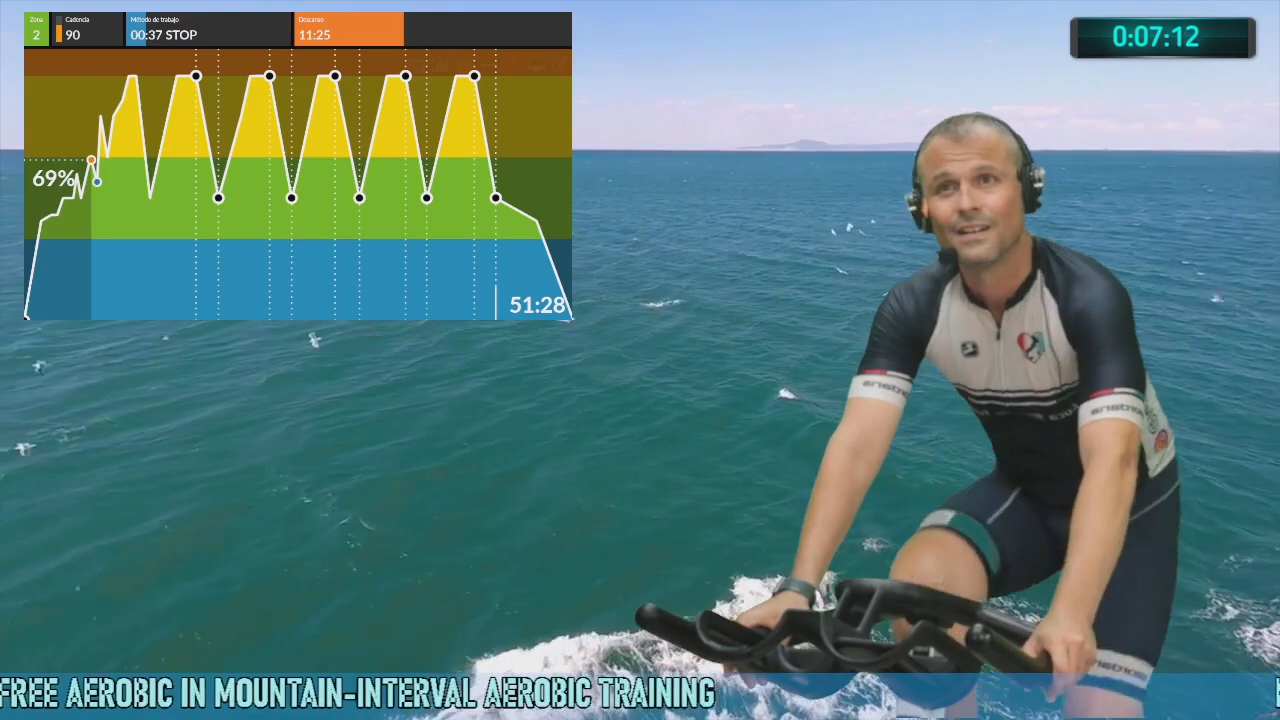 Zona
2
Cadencia
90
Método de trabajo
00:37 STOP
Descanso
11:25
0:07:12
69%
51:28
FREE AEROBIC IN MOUNTAIN-INTERVAL AEROBIC TRAINING